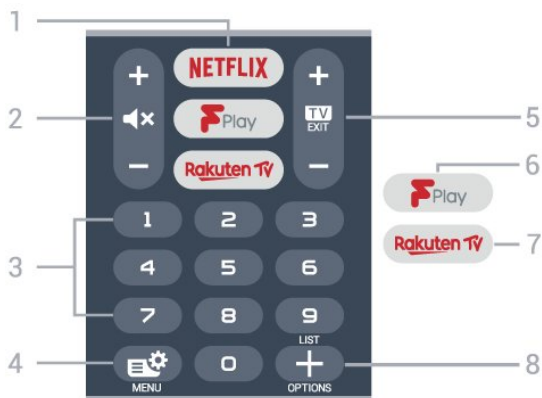 1
NETFLIX
+ + 
2 Play TV EXIT 5
- Rakuten TV -
6
Play
1 2 3
Rakuten TV 7
3 4 5 6
7 8 9
LIST
4 0 + 8
MENU OPTIONS